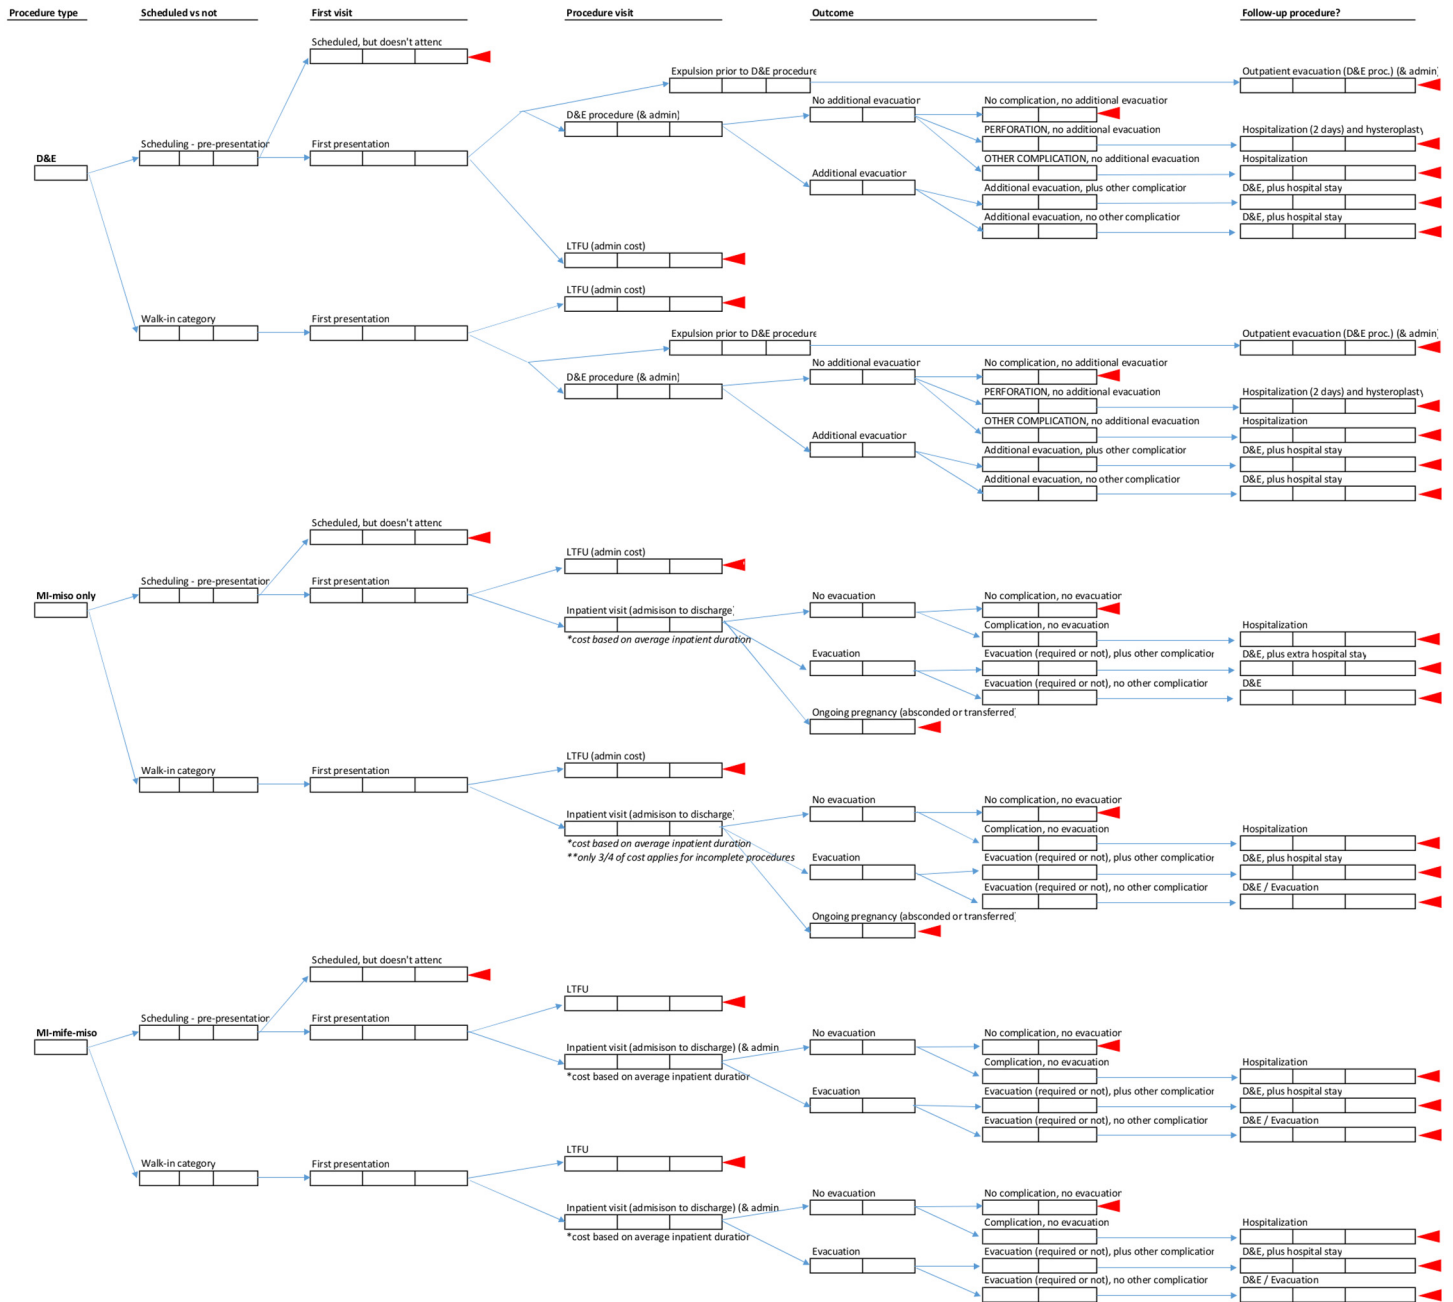 Procedure type
Scheduled vs not
First visit
Procedure visit
Outcome
Follow-up procedure?
Scheduled, but doesn't attenc
Expulsion prior to D&E procedure
Outpatient evacuation (D&E proc.) (& admin)
No additional evacuation
No complication, no additional evacuation
D&E procedure (& admin)
PERFORATION, no additional evacuation
Hospitalization (2 days) and hysteroplasty
D&E
Scheduling - pre-presentation
First presentation
OTHER COMPLICATION, no additional evacuation
Hospitalization
Additional evacuation
Additional evacuation, plus other complication
D&E, plus hospital stay
Additional evacuation, no other complication
D&E, plus hospital stay
LTFU (admin cost)
LTFU (admin cost)
Walk-in category
First presentation
Expulsion prior to D&E procedure
Outpatient evacuation (D&E proc.) (& admin)
No additional evacuation
No complication, no additional evacuation
D&E procedure (& admin)
PERFORATION, no additional evacuation
Hospitalization (2 days) and hysteroplasty
OTHER COMPLICATION, no additional evacuation
Hospitalization
Additional evacuation
Additional evacuation, plus other complication
D&E, plus hospital stay
Additional evacuation, no other complication
D&E, plus hospital stay
Scheduled, but doesn't attenc
LTFU (admin cost)
MI-miso only
Scheduling - pre-presentation
First presentation
No evacuation
No complication, no evacuation
Inpatient visit (admisison to discharge)
*cost based on average inpatient duration
Complication, no evacuation
Hospitalization
Evacuation
Evacuation (required or not), plus other complication
D&E, plus extra hospital stay
Evacuation (required or not), no other complication
D&E
Ongoing pregnancy (absconded or transferred)
LTFU (admin cost)
Walk-in category
First presentation
No evacuation
No complication, no evacuation
Inpatient visit (admisison to discharge)
*cost based on average inpatient duration
**only 3/4 of cost applies for incomplete procedures
Complication, no evacuation
Hospitalization
Evacuation
Evacuation (required or not), plus other complication
D&E, plus hospital stay
Evacuation (required or not), no other complication
D&E / Evacuation
Ongoing pregnancy (absconded or transferred)
Scheduled, but doesn't attenc
LTFU
MI-mife-miso
Scheduling - pre-presentation
First presentation
No evacuation
No complication, no evacuation
Inpatient visit (admisison to discharge) (& admin
*cost based on average inpatient duration
Complication, no evacuation
Hospitalization
Evacuation
Evacuation (required or not), plus other complication
D&E, plus hospital stay
Evacuation (required or not), no other complication
D&E / Evacuation
LTFU
Walk-in category
First presentation
No evacuation
No complication, no evacuation
Inpatient visit (admisison to discharge) (& admin
*cost based on average inpatient duration
Complication, no evacuation
Hospitalization
Evacuation
Evacuation (required or not), plus other complication
D&E, plus hospital stay
Evacuation (required or not), no other complication
D&E / Evacuation